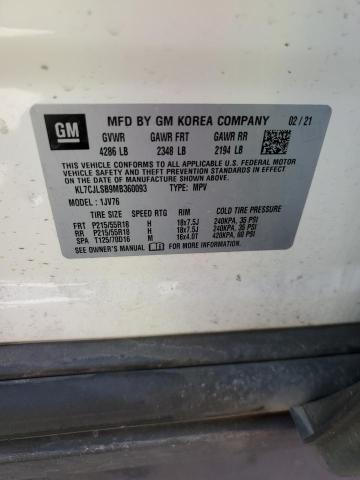 GM
MFD BY GM KOREA COMPANY 02/21
GVWR GAWR FRT GAWR RR
4286 LB 2348 LB 2194 LB
THIS VEHICLE CONFORMS TO ALL APPLICABLE U.S. FEDERAL MOTOR
VEHICLE SAFETY AND THEFT PREVENTION STANDARDS IN
EFFECT ON THE DATE OF MANUFACTURE SHOWN ABOVE.
KL7CJLSB9MB360093 TYPE: MPV
MODEL : 1JV76
TIRE SIZE SPEED RTG RIM COLD TIRE PRESSURE
FRT P215/55R18 H 18x7.5J 240KPA, 35 PSI
RR P215/55R18 H 18x7.5J 240KPA, 35 PSI
SPA T125/70D16 M 16x4.0T 420KPA, 60 PSI
SEE OWNER'S MANUAL FOR MORE INFORMATION.